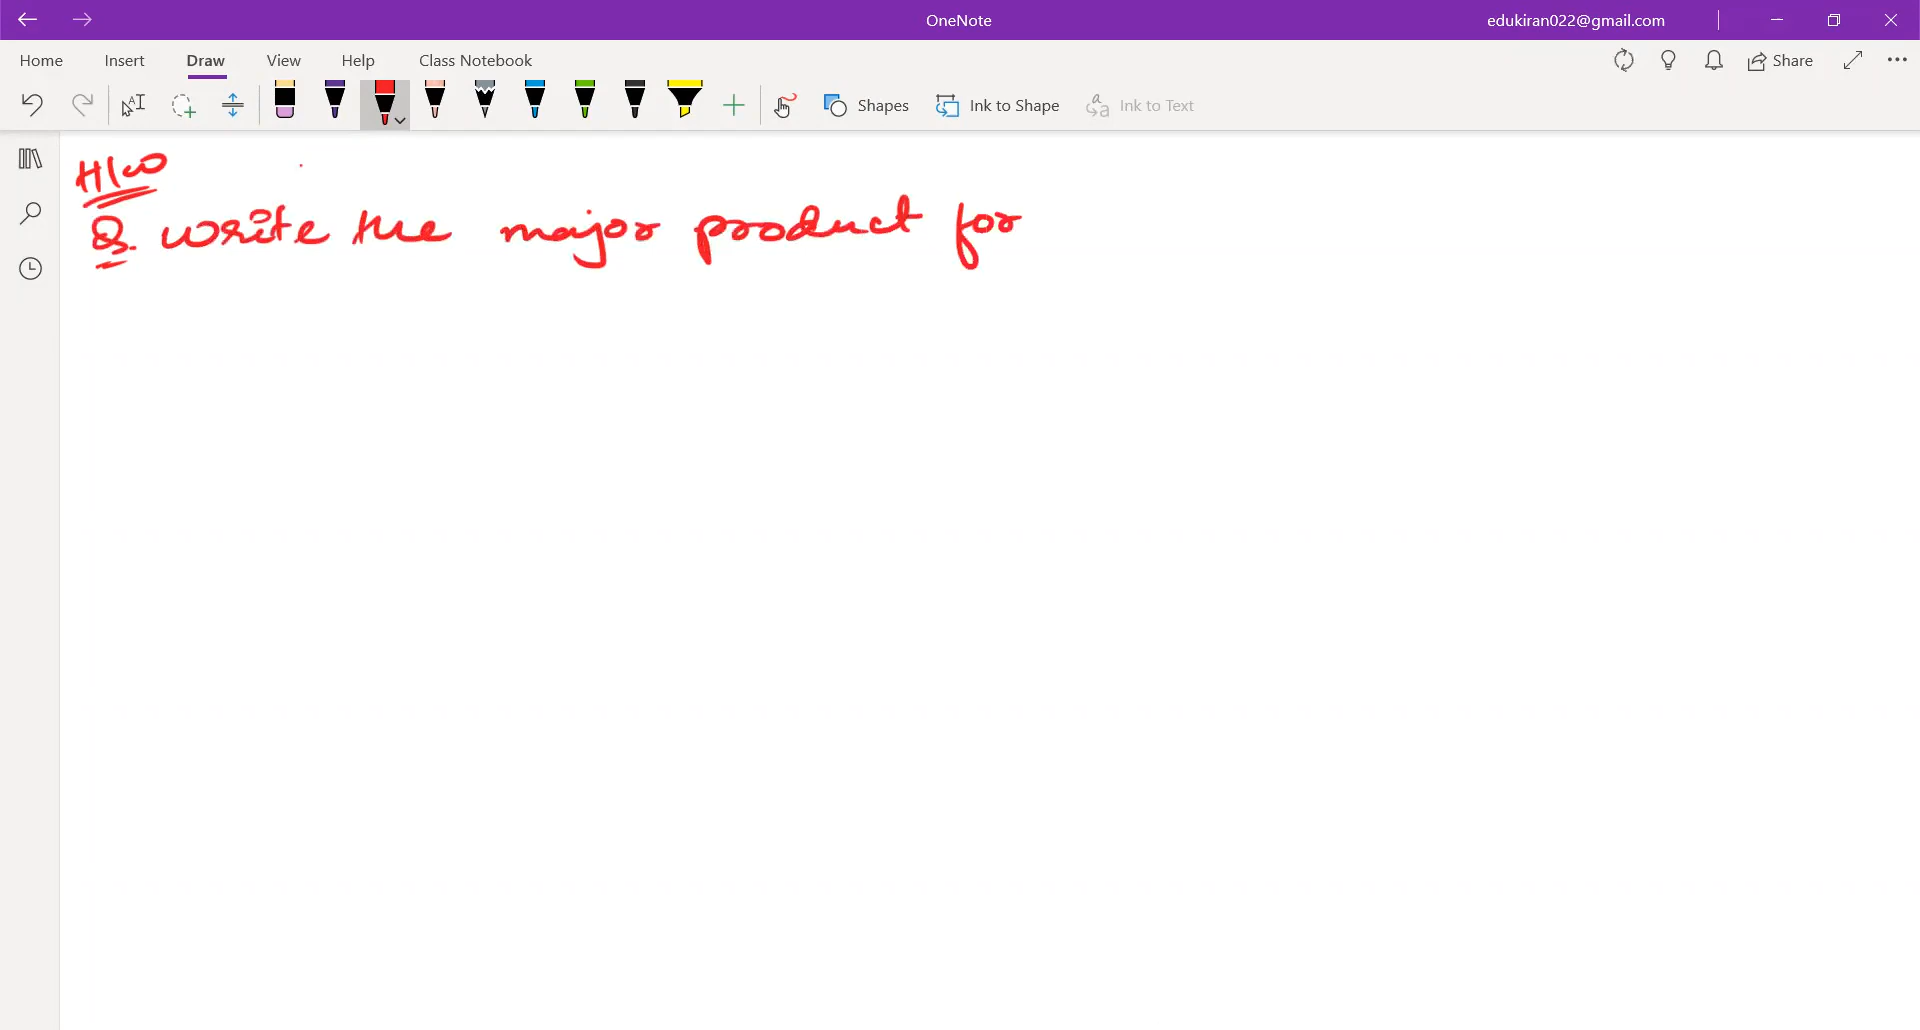 OneNote
edukiran022@gmail.com
Home Insert Draw View Help Class Notebook
Share
Shapes Ink to Shape Ink to Text
H/w
Q. write the major product for